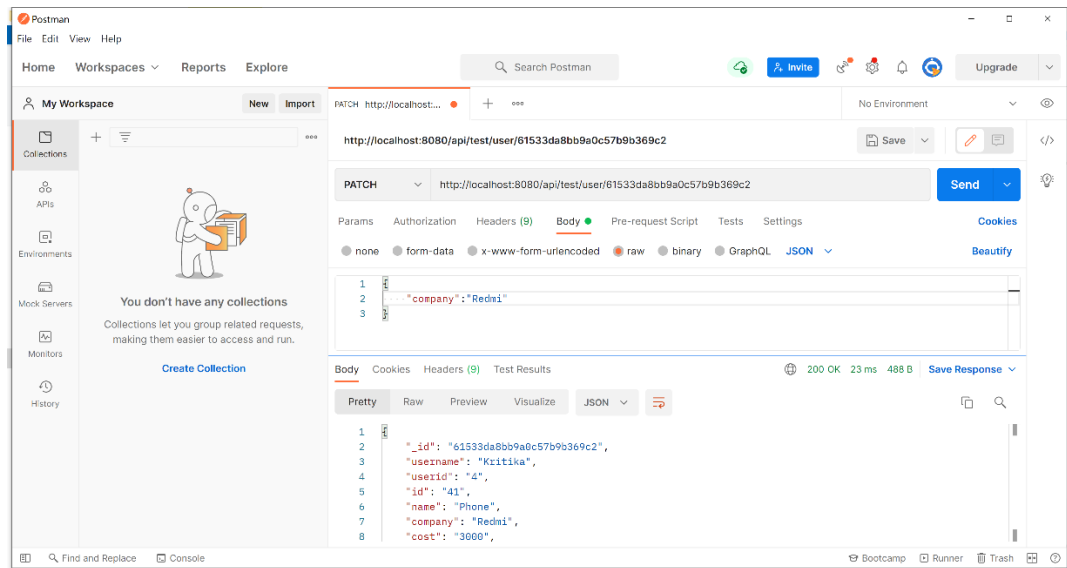 Postman
File Edit View Help
Home Workspaces Reports Explore Search Postman Invite Upgrade
My Workspace New Import PATCH http://localhost:... No Environment
Collections
http://localhost:8080/api/test/user/61533da8bb9a0c57b9b369c2 Save
APIs
PATCH http://localhost:8080/api/test/user/61533da8bb9a0c57b9b369c2 Send
Params Authorization Headers (9) Body Pre-request Script Tests Settings Cookies
Environments
none form-data x-www-form-urlencoded raw binary GraphQL JSON Beautify
1 {
2 "company":"Redmi"
3 }
Mock Servers
Monitors
History
You don't have any collections
Collections let you group related requests,
making them easier to access and run.
Create Collection
Body Cookies Headers (9) Test Results 200 OK 23 ms 488 B Save Response
Pretty Raw Preview Visualize JSON
1 {
2 "_id": "61533da8bb9a0c57b9b369c2",
3 "username": "Kritika",
4 "userid": "4",
5 "id": "41",
6 "name": "Phone",
7 "company": "Redmi",
8 "cost": "3000",
Find and Replace Console Bootcamp Runner Trash